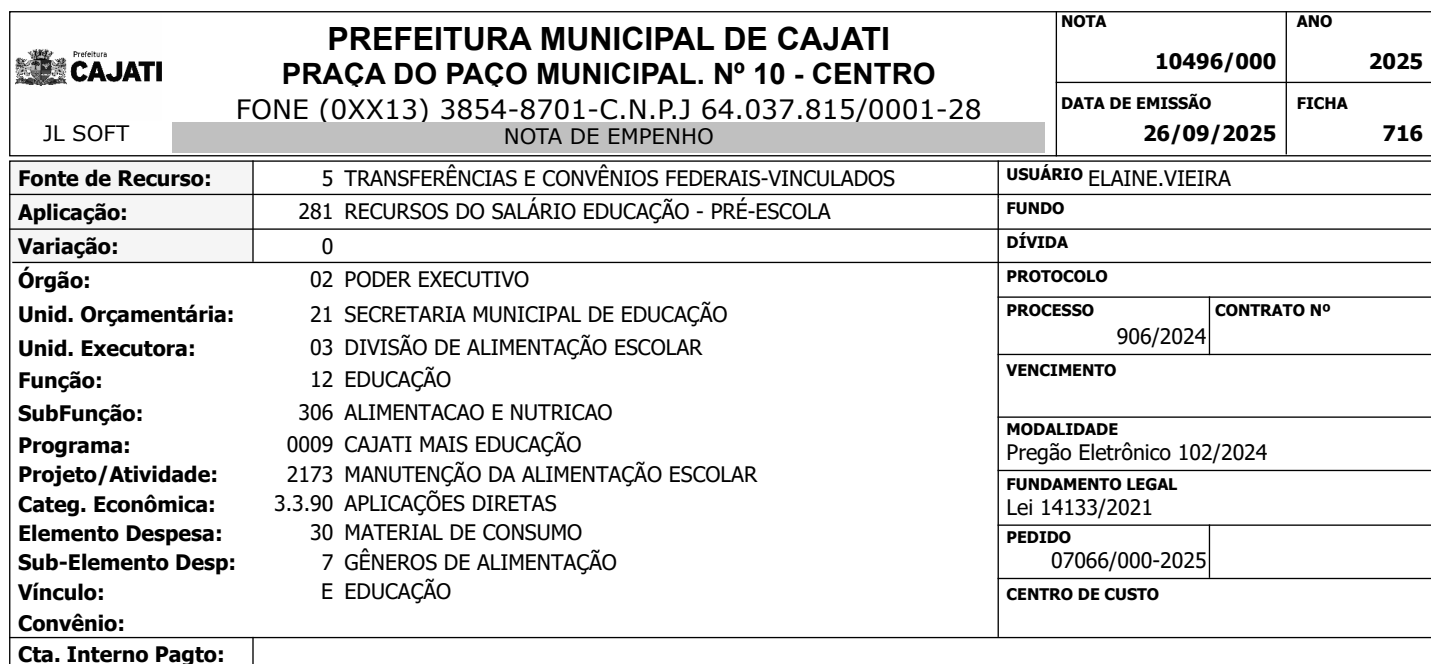 Prefeitura
CAJATI
JL SOFT
PREFEITURA MUNICIPAL DE CAJATI
PRAÇA DO PAÇO MUNICIPAL. Nº 10 - CENTRO
FONE (0XX13) 3854-8701-C.N.P.J 64.037.815/0001-28
NOTA DE EMPENHO
NOTA ANO
10496/000 2025
DATA DE EMISSÃO FICHA
26/09/2025 716
Fonte de Recurso: 5 TRANSFERÊNCIAS E CONVÊNIOS FEDERAIS-VINCULADOS
Aplicação: 281 RECURSOS DO SALÁRIO EDUCAÇÃO - PRÉ-ESCOLA
Variação: 0
Órgão: 02 PODER EXECUTIVO
Unid. Orçamentária: 21 SECRETARIA MUNICIPAL DE EDUCAÇÃO
Unid. Executora: 03 DIVISÃO DE ALIMENTAÇÃO ESCOLAR
Função: 12 EDUCAÇÃO
SubFunção: 306 ALIMENTACAO E NUTRICAO
Programa: 0009 CAJATI MAIS EDUCAÇÃO
Projeto/Atividade: 2173 MANUTENÇÃO DA ALIMENTAÇÃO ESCOLAR
Categ. Econômica: 3.3.90 APLICAÇÕES DIRETAS
Elemento Despesa: 30 MATERIAL DE CONSUMO
Sub-Elemento Desp: 7 GÊNEROS DE ALIMENTAÇÃO
Vínculo: E EDUCAÇÃO
Convênio:
Cta. Interno Pagto:
USUÁRIO ELAINE.VIEIRA
FUNDO
DÍVIDA
PROTOCOLO
PROCESSO CONTRATO Nº
906/2024
VENCIMENTO
MODALIDADE
Pregão Eletrônico 102/2024
FUNDAMENTO LEGAL
Lei 14133/2021
PEDIDO
07066/000-2025
CENTRO DE CUSTO